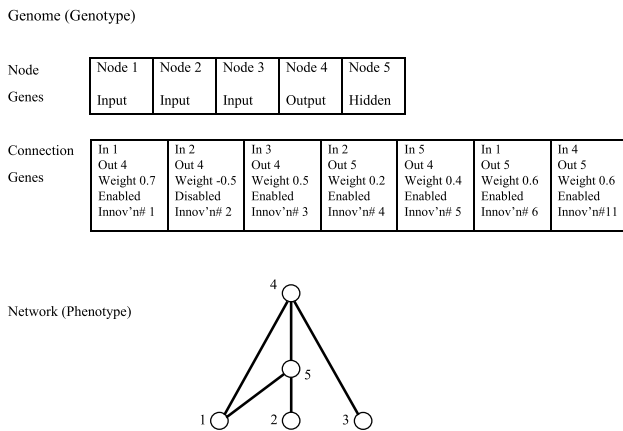 Genome (Genotype)
Node Genes
Node 1 Node 2 Node 3 Node 4 Node 5
Input Input Input Output Hidden
Connection Genes
In 1 In 2 In 3 In 2 In 5 In 1 In 4
Out 4 Out 4 Out 4 Out 5 Out 4 Out 5 Out 5
Weight 0.7 Weight -0.5 Weight 0.5 Weight 0.2 Weight 0.4 Weight 0.6 Weight 0.6
Enabled Disabled Enabled Enabled Enabled Enabled Enabled
Innov’n# 1 Innov’n# 2 Innov’n# 3 Innov’n# 4 Innov’n# 5 Innov’n# 6 Innov’n#11
Network (Phenotype)
4
5
1 2 3